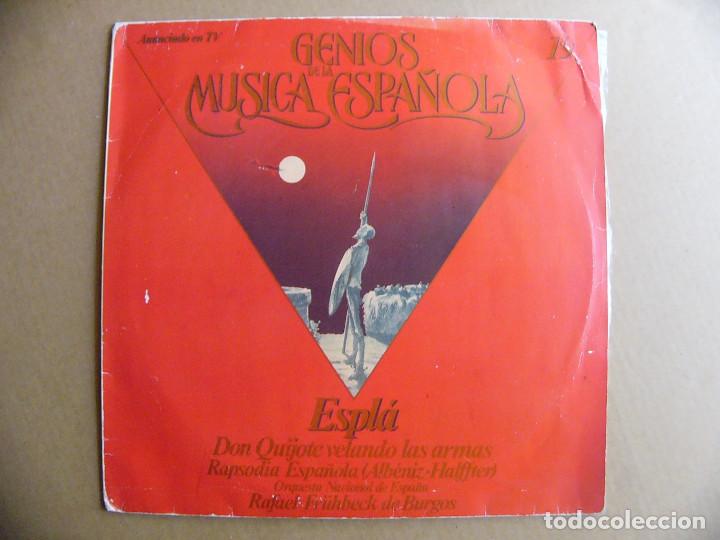 Anunciado en TV
GENIOS
DE LA
MUSICA ESPAÑOLA
Esplá
Don Quijote velando las armas
Rapsodia Española (Albéniz-Halffter)
Orquesta Nacional de España
Rafael Frühbeck de Burgos
todocoleccion.net